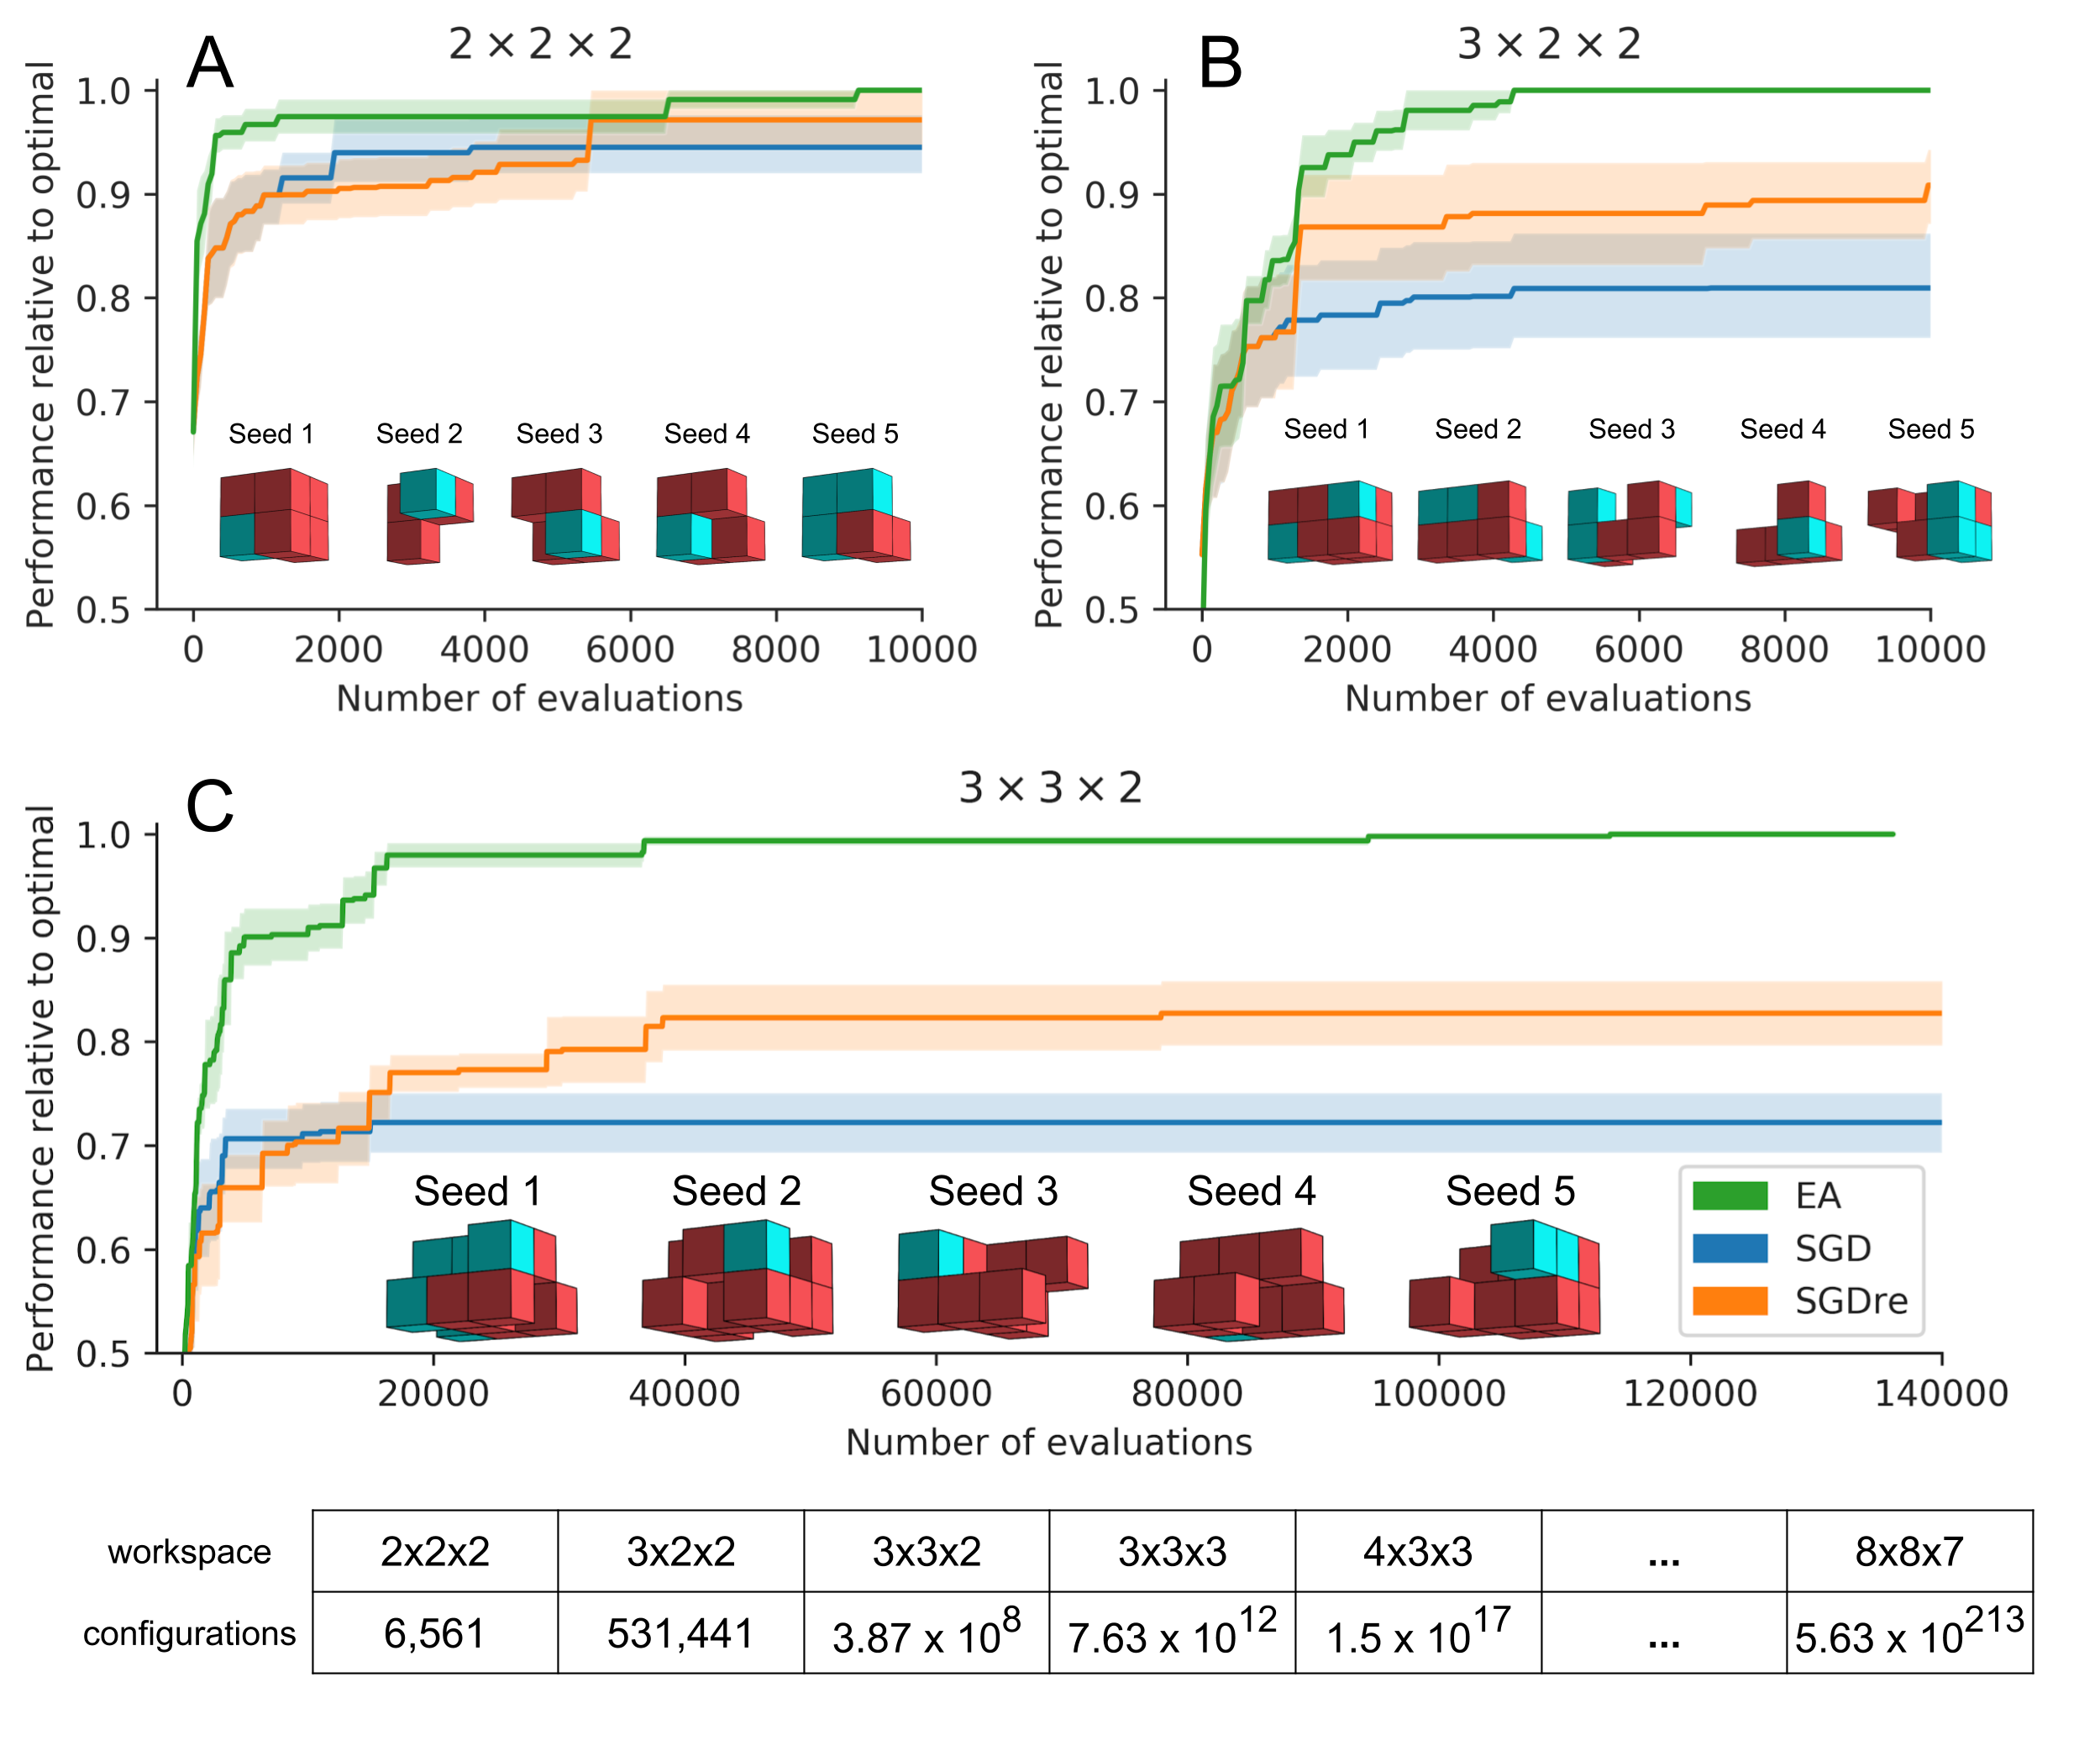 A
2 × 2 × 2
Performance relative to optimal
1.0
0.9
0.8
0.7
0.6
0.5
Seed 1 Seed 2 Seed 3 Seed 4 Seed 5
0 2000 4000 6000 8000 10000
Number of evaluations
B
3 × 2 × 2
Performance relative to optimal
1.0
0.9
0.8
0.7
0.6
0.5
Seed 1 Seed 2 Seed 3 Seed 4 Seed 5
0 2000 4000 6000 8000 10000
Number of evaluations
C
3 × 3 × 2
Performance relative to optimal
1.0
0.9
0.8
0.7
0.6
0.5
Seed 1 Seed 2 Seed 3 Seed 4 Seed 5
EA
SGD
SGDre
0 20000 40000 60000 80000 100000 120000 140000
Number of evaluations
workspace 2x2x2 3x2x2 3x3x2 3x3x3 4x3x3 ... 8x8x7
configurations 6,561 531,441 3.87 x 10^8 7.63 x 10^12 1.5 x 10^17 ... 5.63 x 10^213